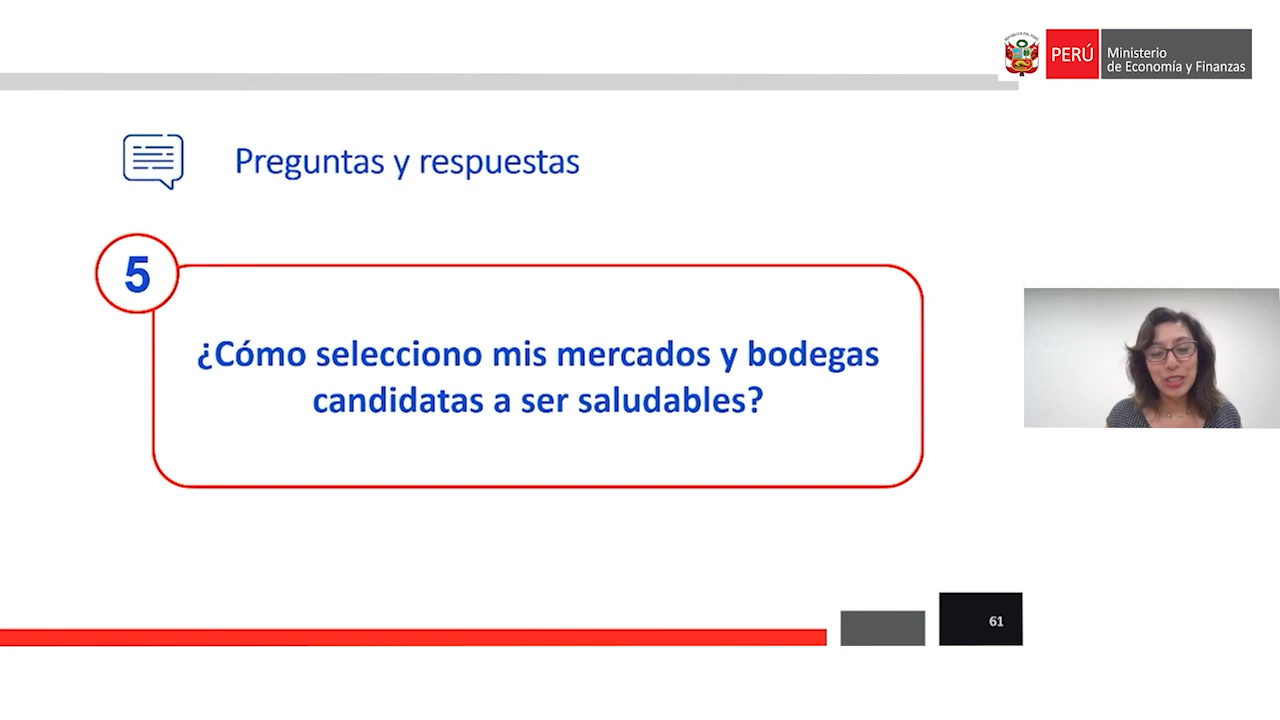 PERÚ
Ministerio
de Economía y Finanzas
Preguntas y respuestas
5
¿Cómo selecciono mis mercados y bodegas
candidatas a ser saludables?
61